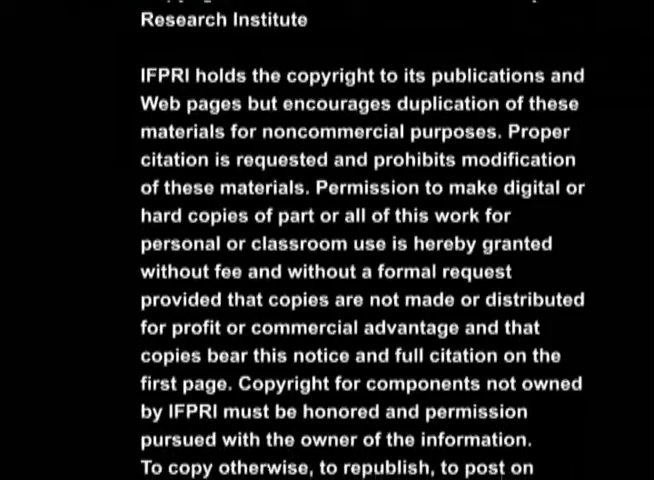 Research Institute
IFPRI holds the copyright to its publications and
Web pages but encourages duplication of these
materials for noncommercial purposes. Proper
citation is requested and prohibits modification
of these materials. Permission to make digital or
hard copies of part or all of this work for
personal or classroom use is hereby granted
without fee and without a formal request
provided that copies are not made or distributed
for profit or commercial advantage and that
copies bear this notice and full citation on the
first page. Copyright for components not owned
by IFPRI must be honored and permission
pursued with the owner of the information.
To copy otherwise, to republish, to post on